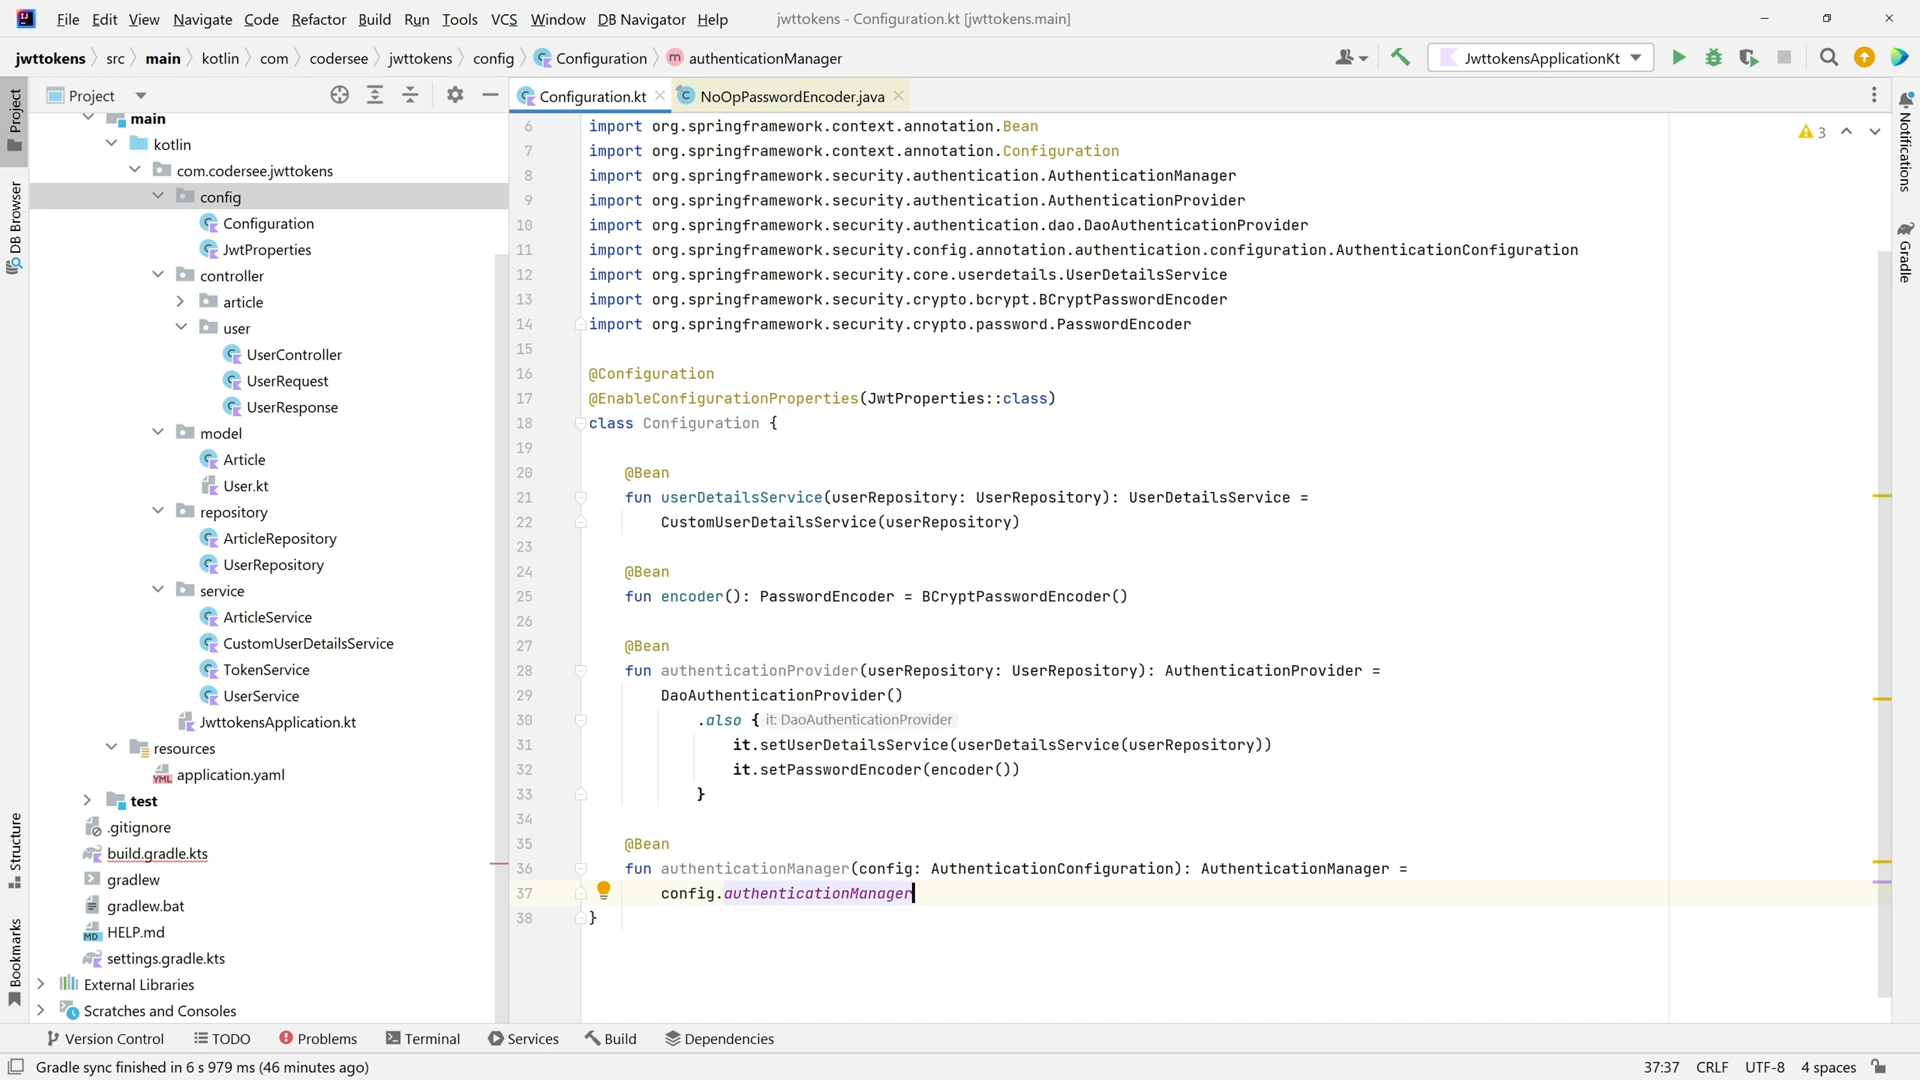 File Edit View Navigate Code Refactor Build Run Tools VCS Window DB Navigator Help jwttokens - Configuration.kt [jwttokens.main]
jwttokens src main kotlin com codersee jwttokens config Configuration authenticationManager JwttokensApplicationKt
Project
Configuration.kt NoOpPasswordEncoder.java
Project
DB Browser
Structure
Bookmarks
main
kotlin
com.codersee.jwttokens
config
Configuration
JwtProperties
controller
article
user
UserController
UserRequest
UserResponse
model
Article
User.kt
repository
ArticleRepository
UserRepository
service
ArticleService
CustomUserDetailsService
TokenService
UserService
JwttokensApplication.kt
resources
application.yaml
test
.gitignore
build.gradle.kts
gradlew
gradlew.bat
HELP.md
settings.gradle.kts
External Libraries
Scratches and Consoles
6 import org.springframework.context.annotation.Bean
7 import org.springframework.context.annotation.Configuration
8 import org.springframework.security.authentication.AuthenticationManager
9 import org.springframework.security.authentication.AuthenticationProvider
10 import org.springframework.security.authentication.dao.DaoAuthenticationProvider
11 import org.springframework.security.config.annotation.authentication.configuration.AuthenticationConfiguration
12 import org.springframework.security.core.userdetails.UserDetailsService
13 import org.springframework.security.crypto.bcrypt.BCryptPasswordEncoder
14 import org.springframework.security.crypto.password.PasswordEncoder
15
16 @Configuration
17 @EnableConfigurationProperties(JwtProperties::class)
18 class Configuration {
19
20 @Bean
21 fun userDetailsService(userRepository: UserRepository): UserDetailsService =
22 CustomUserDetailsService(userRepository)
23
24 @Bean
25 fun encoder(): PasswordEncoder = BCryptPasswordEncoder()
26
27 @Bean
28 fun authenticationProvider(userRepository: UserRepository): AuthenticationProvider =
29 DaoAuthenticationProvider()
30 .also { it: DaoAuthenticationProvider
31 it.setUserDetailsService(userDetailsService(userRepository))
32 it.setPasswordEncoder(encoder())
33 }
34
35 @Bean
36 fun authenticationManager(config: AuthenticationConfiguration): AuthenticationManager =
37 config.authenticationManager
38 }
3
Notifications
Gradle
Version Control TODO Problems Terminal Services Build Dependencies
Gradle sync finished in 6 s 979 ms (46 minutes ago) 37:37 CRLF UTF-8 4 spaces